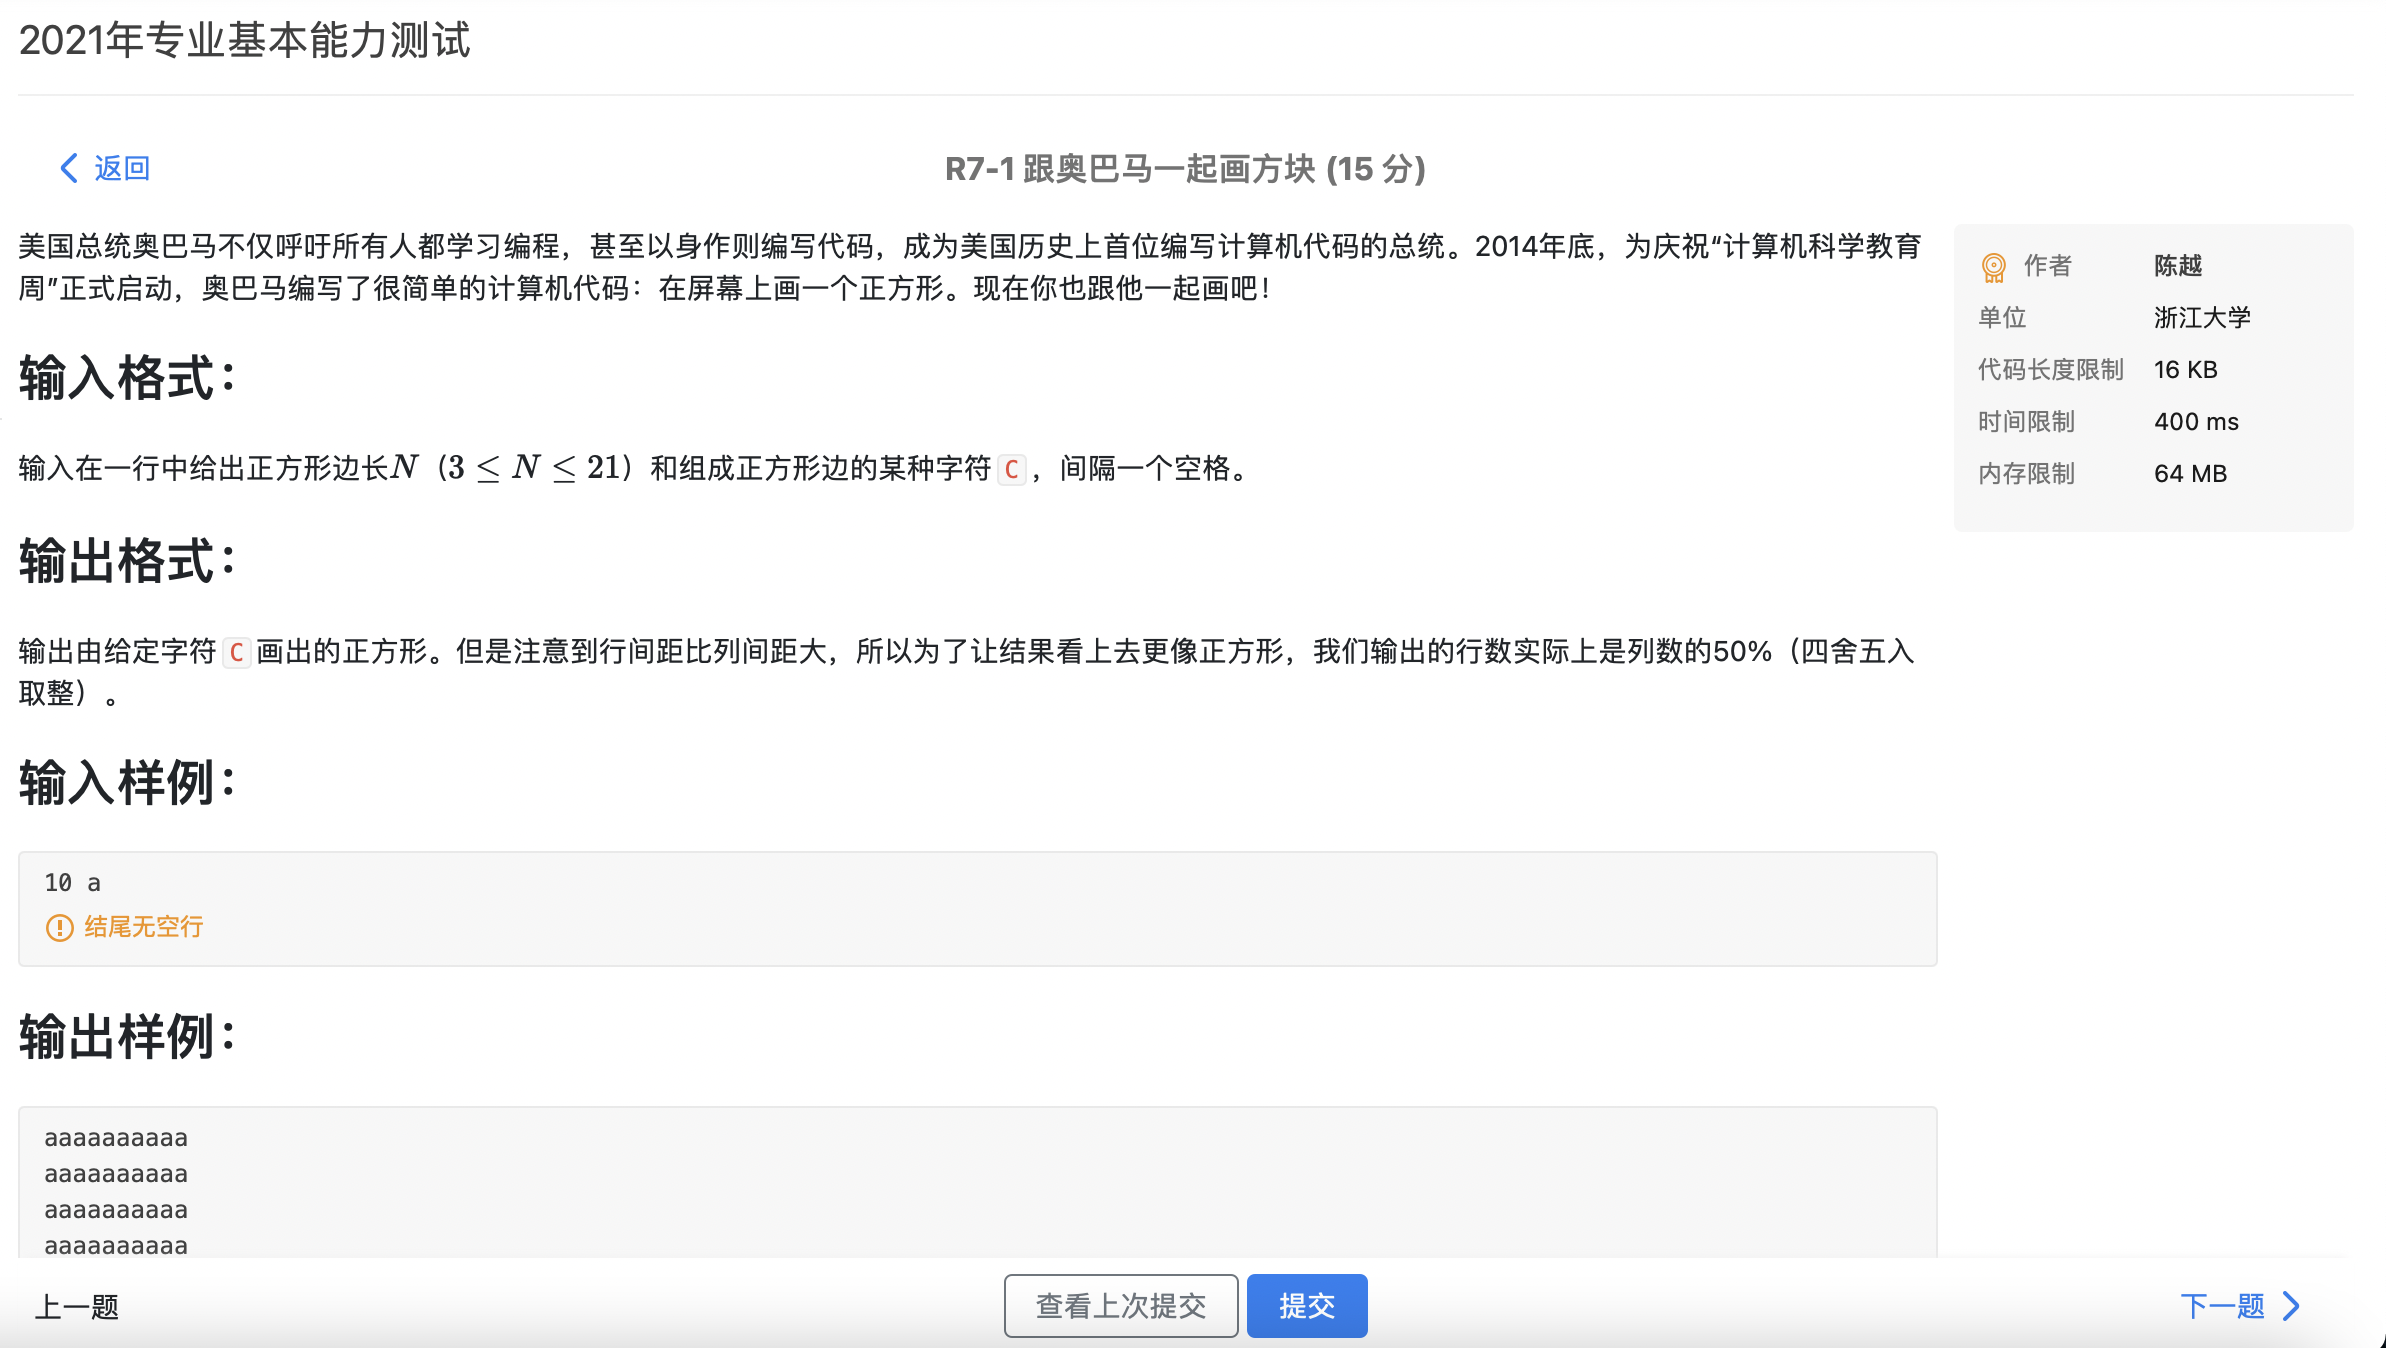 2021年专业基本能力测试
返回
R7-1 跟奥巴马一起画方块 (15 分)
美国总统奥巴马不仅呼吁所有人都学习编程，甚至以身作则编写代码，成为美国历史上首位编写计算机代码的总统。2014年底，为庆祝“计算机科学教育
周”正式启动，奥巴马编写了很简单的计算机代码：在屏幕上画一个正方形。现在你也跟他一起画吧！
作者 陈越
单位 浙江大学
代码长度限制 16 KB
时间限制 400 ms
内存限制 64 MB
输入格式：
输入在一行中给出正方形边长N（3 ≤ N ≤ 21）和组成正方形边的某种字符C，间隔一个空格。
输出格式：
输出由给定字符C画出的正方形。但是注意到行间距比列间距大，所以为了让结果看上去更像正方形，我们输出的行数实际上是列数的50%（四舍五入
取整）。
输入样例：
10 a
结尾无空行
输出样例：
aaaaaaaaaa
aaaaaaaaaa
aaaaaaaaaa
aaaaaaaaaa
上一题
查看上次提交
提交
下一题